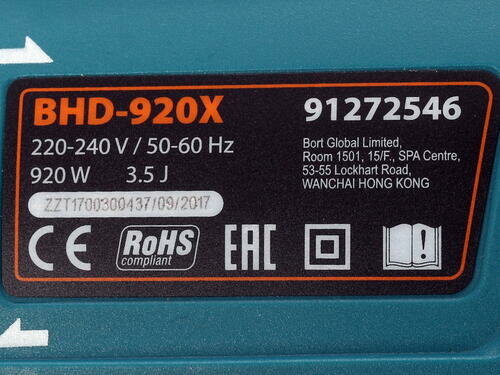 BHD-920X
91272546
220-240 V / 50-60 Hz
920 W 3.5 J
ZZT1700300437/09/2017
Bort Global Limited,
Room 1501, 15/F., SPA Centre,
53-55 Lockhart Road,
WANCHAI HONG KONG
CE
RoHS
compliant
EAC